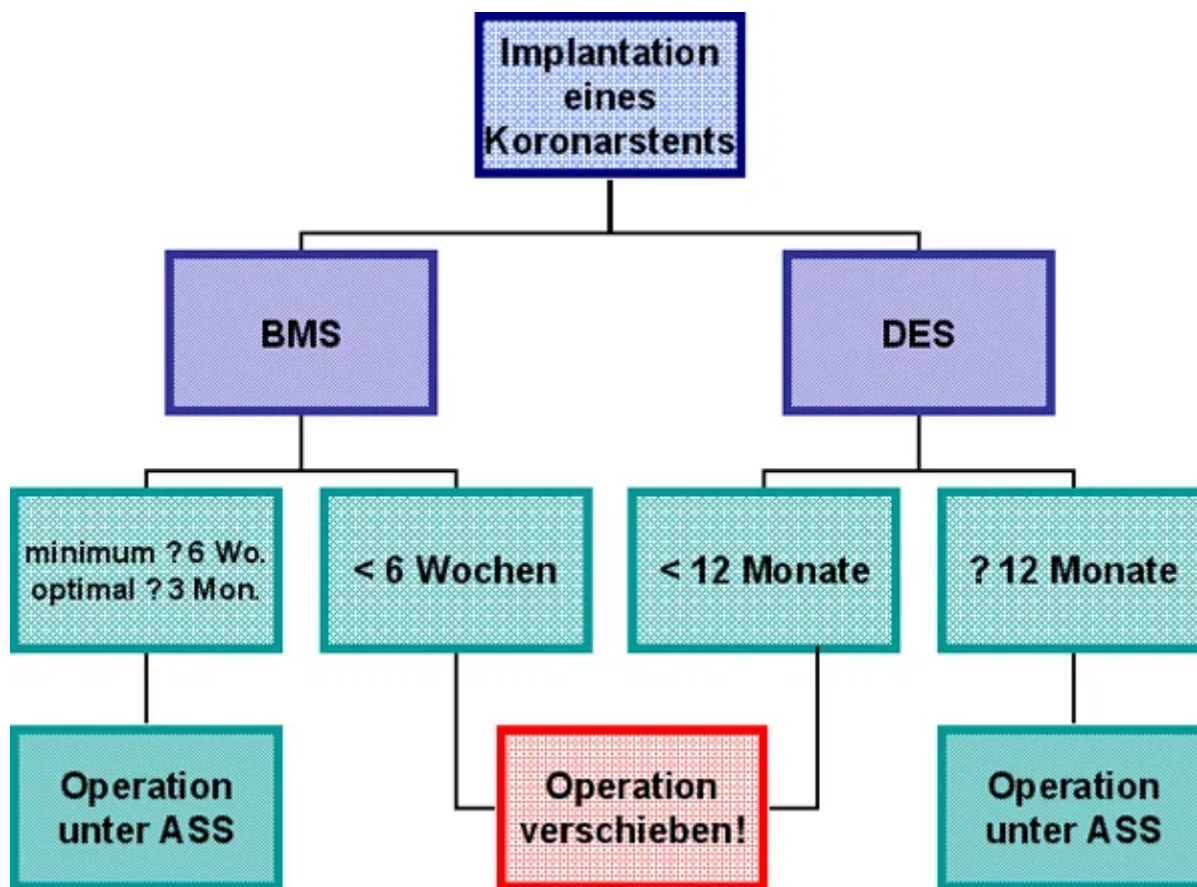 Implantation
eines
Koronarstents
BMS
DES
minimum ? 6 Wo.
optimal ? 3 Mon.
< 6 Wochen
< 12 Monate
? 12 Monate
Operation
unter ASS
Operation
verschieben!
Operation
unter ASS